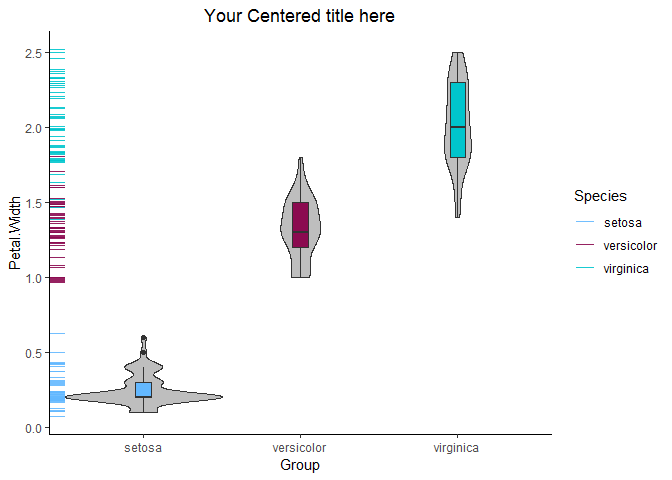 Your Centered title here
2.5
2.0
1.5
1.0
0.5
0.0
Petal.Width
setosa versicolor virginica
Group
Species
setosa
versicolor
virginica